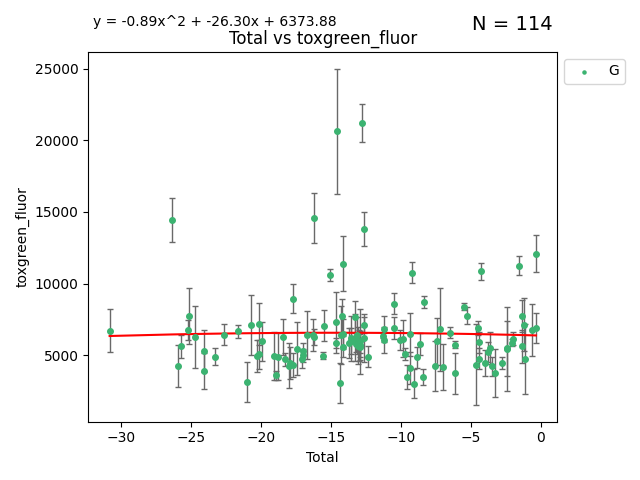 y = -0.89x^2 + -26.30x + 6373.88
N = 114
Total vs toxgreen_fluor
G
25000
20000
15000
10000
5000
toxgreen_fluor
−30
−25
−20
−15
−10
−5
0
Total